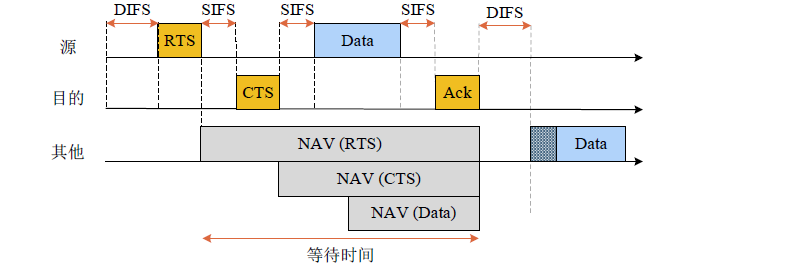 DIFS SIFS SIFS SIFS DIFS
源 RTS Data
目的 CTS Ack
其他 NAV (RTS) Data
NAV (CTS)
NAV (Data)
等待时间